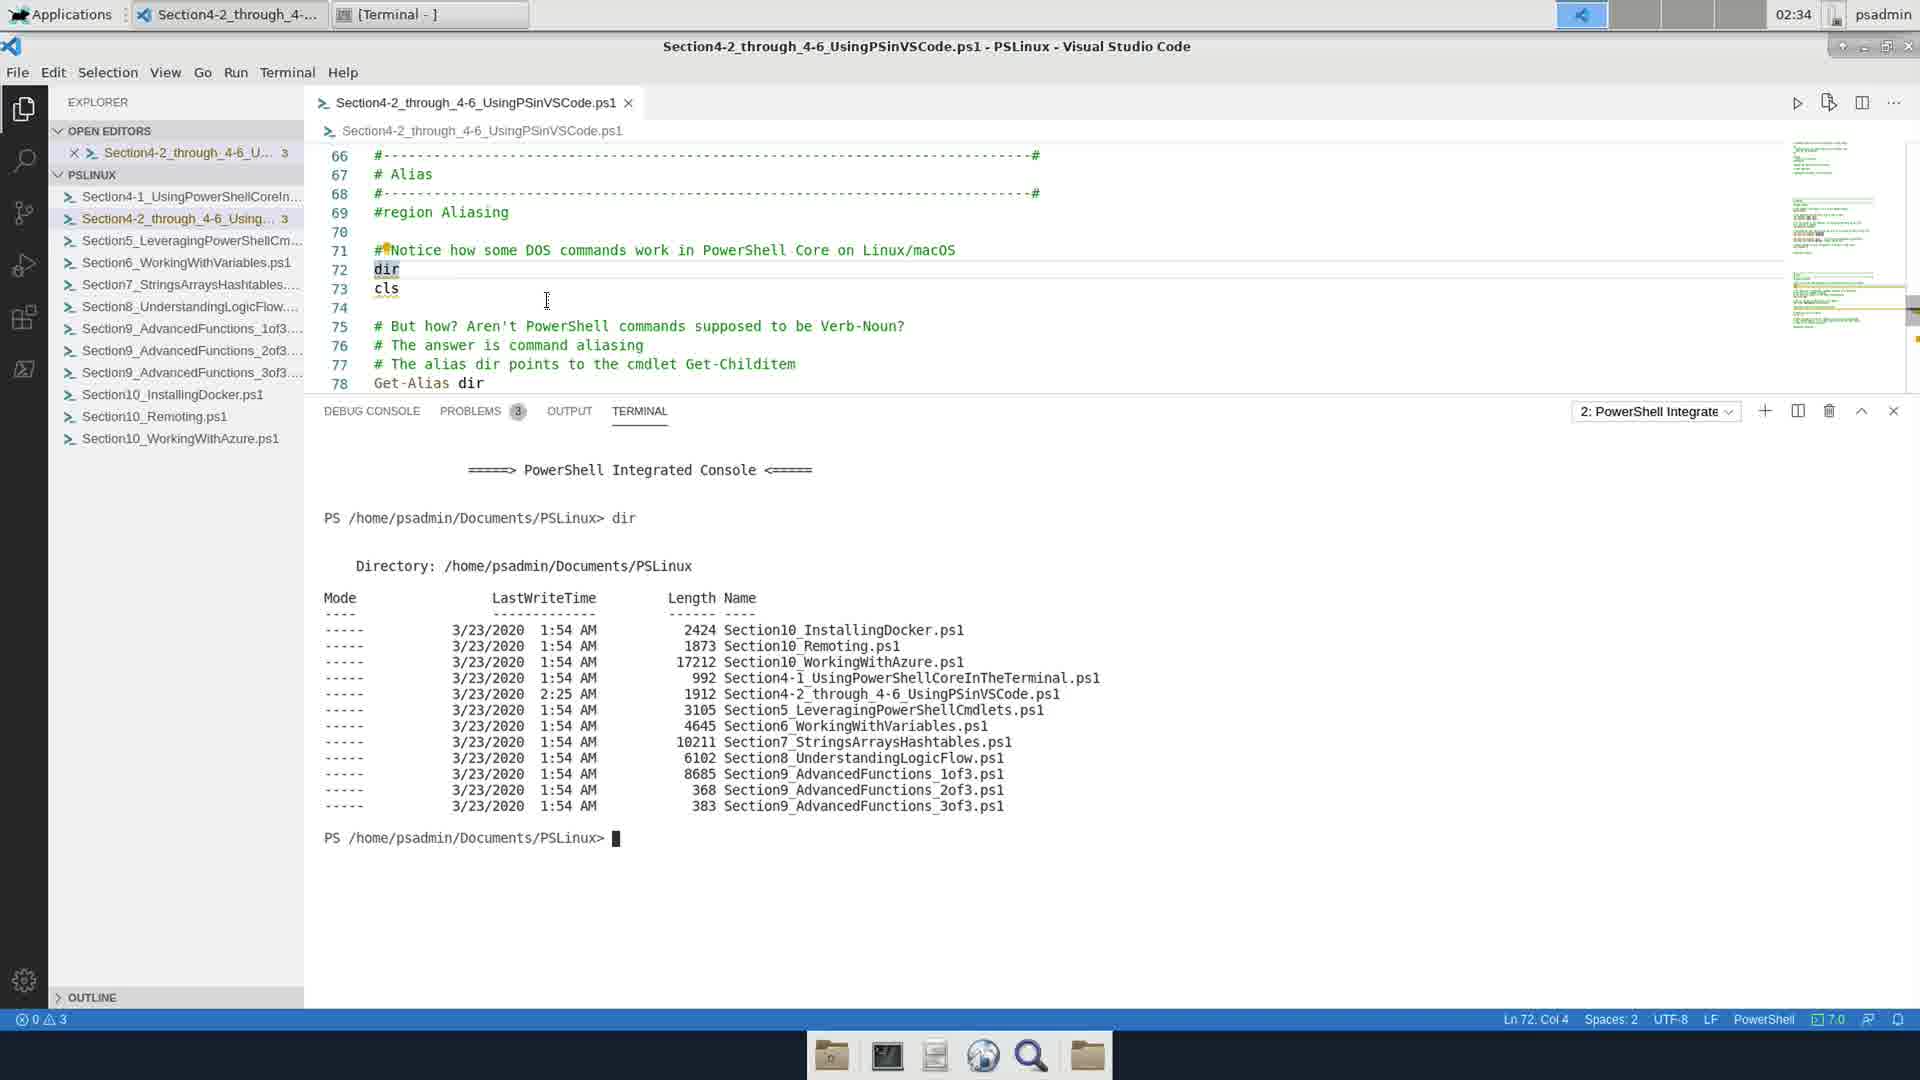 Applications
Section4-2_through_4-...
[Terminal - ]
02:34
psadmin
Section4-2_through_4-6_UsingPSinVSCode.ps1 - PSLinux - Visual Studio Code
File Edit Selection View Go Run Terminal Help
EXPLORER
OPEN EDITORS
Section4-2_through_4-6_U... 3
PSLINUX
Section4-1_UsingPowerShellCoreIn...
Section4-2_through_4-6_Using... 3
Section5_LeveragingPowerShellCm...
Section6_WorkingWithVariables.ps1
Section7_StringsArraysHashtables....
Section8_UnderstandingLogicFlow....
Section9_AdvancedFunctions_1of3....
Section9_AdvancedFunctions_2of3....
Section9_AdvancedFunctions_3of3....
Section10_InstallingDocker.ps1
Section10_Remoting.ps1
Section10_WorkingWithAzure.ps1
OUTLINE
Section4-2_through_4-6_UsingPSinVSCode.ps1
Section4-2_through_4-6_UsingPSinVSCode.ps1
66 #-----------------------------------------------------------------------------#
67 # Alias
68 #-----------------------------------------------------------------------------#
69 #region Aliasing
70
71 # Notice how some DOS commands work in PowerShell Core on Linux/macOS
72 dir
73 cls
74
75 # But how? Aren't PowerShell commands supposed to be Verb-Noun?
76 # The answer is command aliasing
77 # The alias dir points to the cmdlet Get-Childitem
78 Get-Alias dir
DEBUG CONSOLE PROBLEMS 3 OUTPUT TERMINAL
2: PowerShell Integrate
=====> PowerShell Integrated Console <=====
PS /home/psadmin/Documents/PSLinux> dir
Directory: /home/psadmin/Documents/PSLinux
Mode LastWriteTime Length Name
---- ------------- ------ ----
----- 3/23/2020 1:54 AM 2424 Section10_InstallingDocker.ps1
----- 3/23/2020 1:54 AM 1873 Section10_Remoting.ps1
----- 3/23/2020 1:54 AM 17212 Section10_WorkingWithAzure.ps1
----- 3/23/2020 1:54 AM 992 Section4-1_UsingPowerShellCoreInTheTerminal.ps1
----- 3/23/2020 2:25 AM 1912 Section4-2_through_4-6_UsingPSinVSCode.ps1
----- 3/23/2020 1:54 AM 3105 Section5_LeveragingPowerShellCmdlets.ps1
----- 3/23/2020 1:54 AM 4645 Section6_WorkingWithVariables.ps1
----- 3/23/2020 1:54 AM 10211 Section7_StringsArraysHashtables.ps1
----- 3/23/2020 1:54 AM 6102 Section8_UnderstandingLogicFlow.ps1
----- 3/23/2020 1:54 AM 8685 Section9_AdvancedFunctions_1of3.ps1
----- 3/23/2020 1:54 AM 368 Section9_AdvancedFunctions_2of3.ps1
----- 3/23/2020 1:54 AM 383 Section9_AdvancedFunctions_3of3.ps1
PS /home/psadmin/Documents/PSLinux>
0 3
Ln 72, Col 4 Spaces: 2 UTF-8 LF PowerShell 7.0